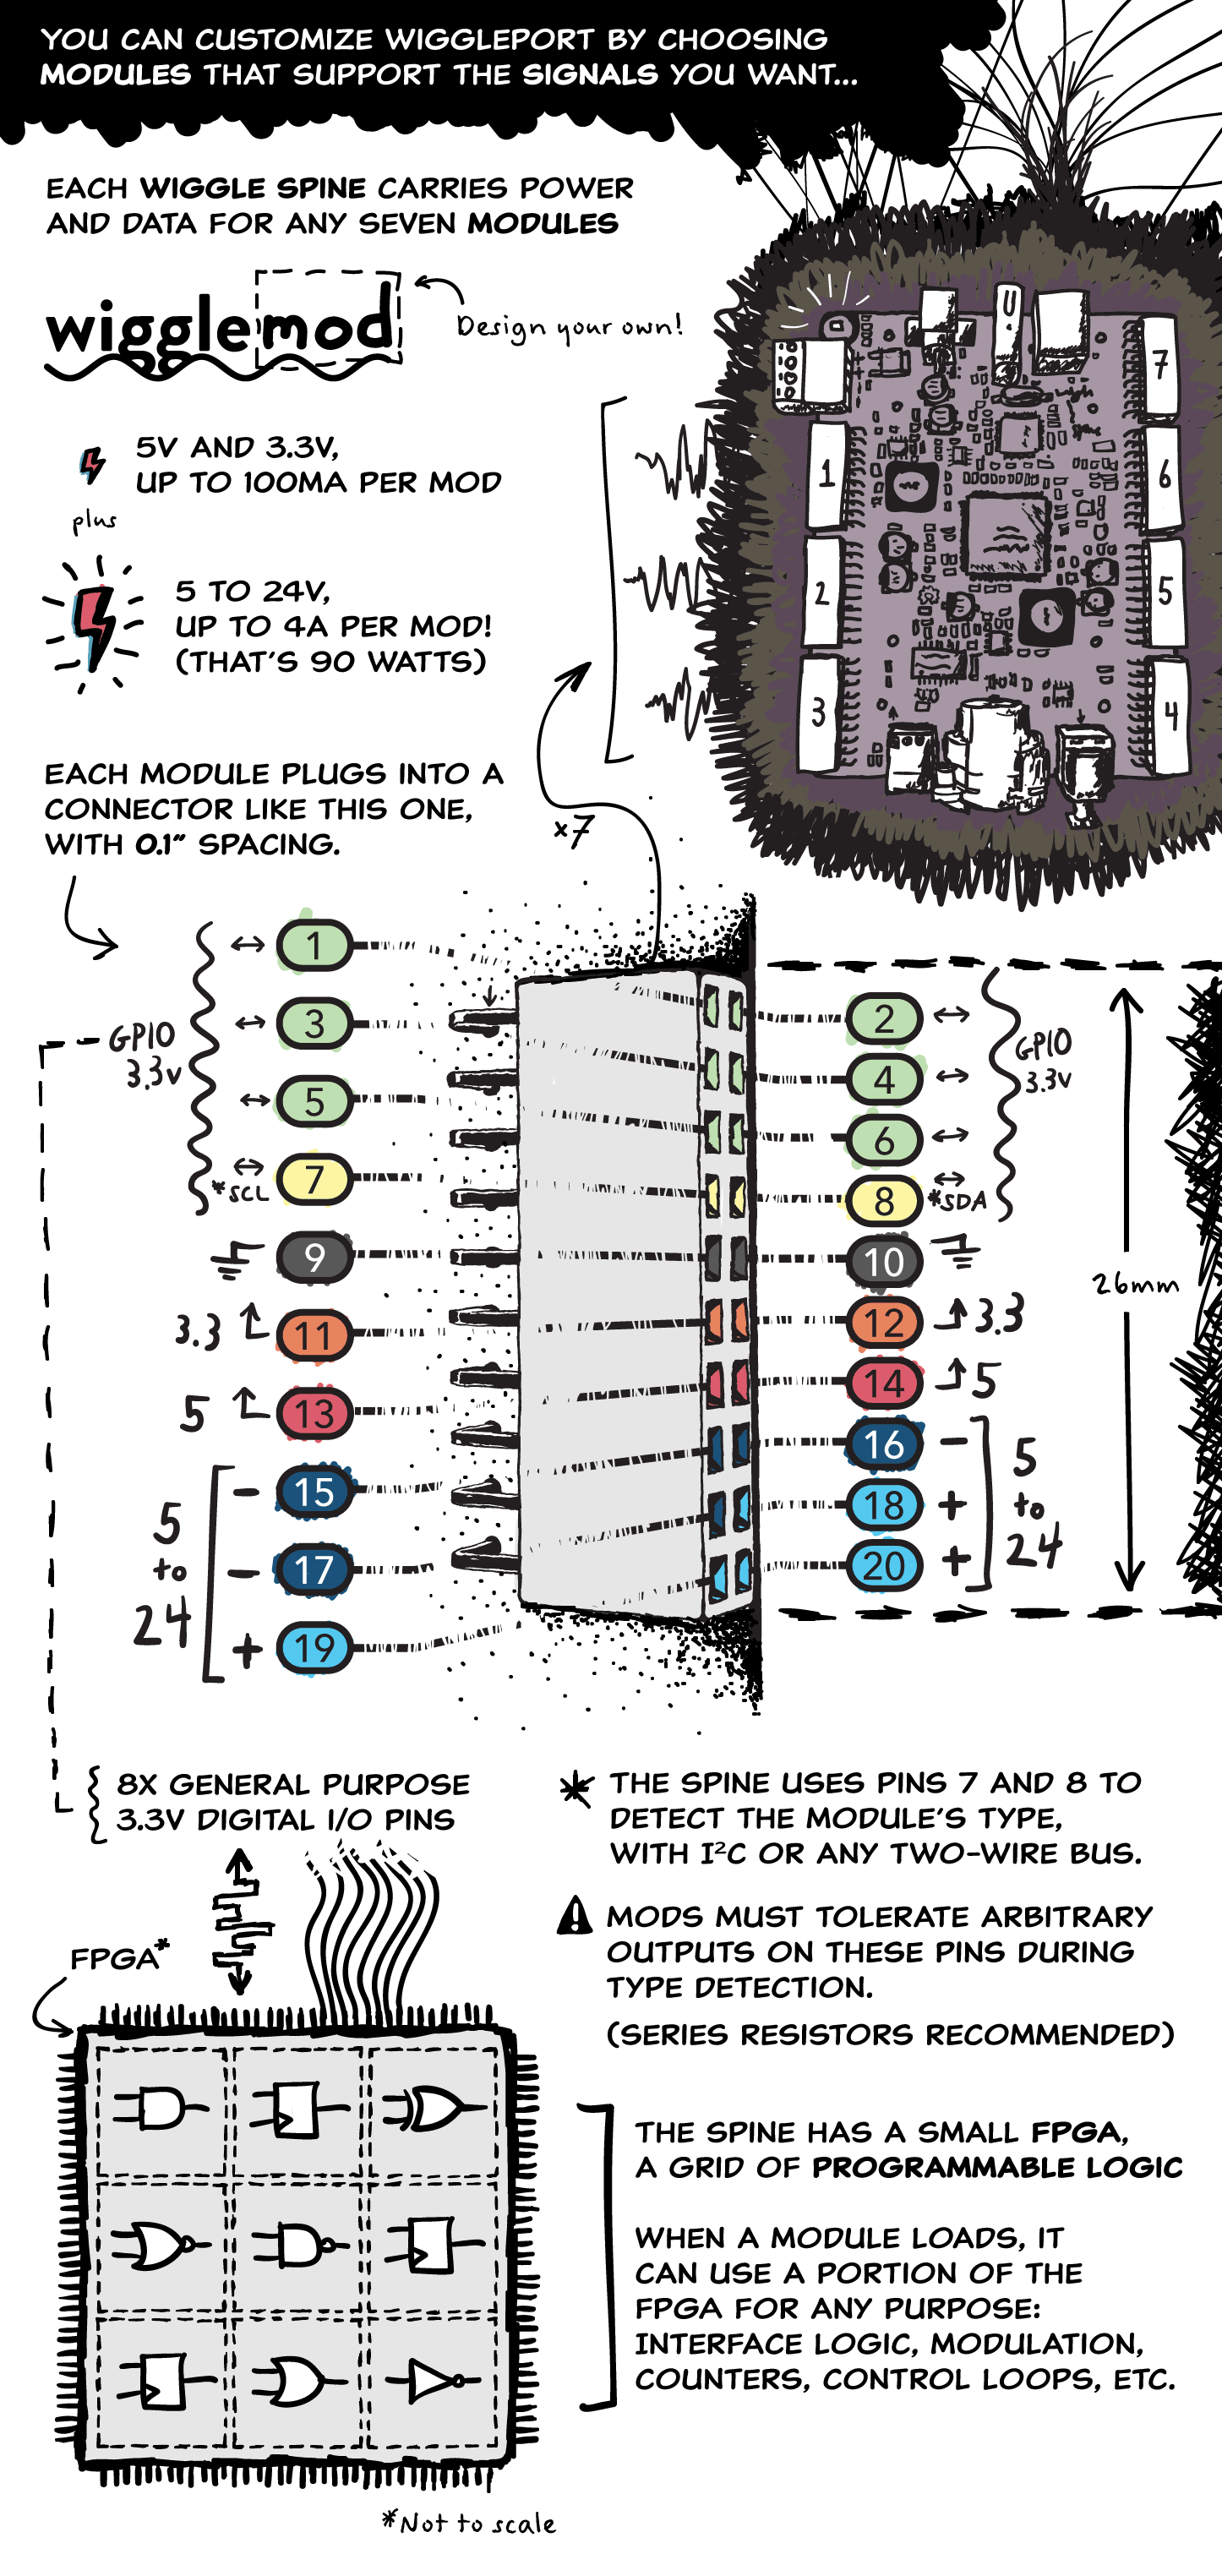 YOU CAN CUSTOMIZE WIGGLEPORT BY CHOOSING
MODULES THAT SUPPORT THE SIGNALS YOU WANT...
EACH WIGGLE SPINE CARRIES POWER
AND DATA FOR ANY SEVEN MODULES
wigglemod
Design your own!
5V AND 3.3V,
UP TO 100MA PER MOD
plus
5 TO 24V,
UP TO 4A PER MOD!
(THAT'S 90 WATTS)
1
2
3
7
6
5
4
EACH MODULE PLUGS INTO A
CONNECTOR LIKE THIS ONE,
WITH 0.1" SPACING.
x7
GPIO
3.3v
1
3
5
*SCL 7
9
3.3 11
5 13
- 15
- 17
+ 19
5
to
24
2
4
6
8 *SDA
10
12 3.3
14 5
16 -
18 +
20 +
GPIO
3.3v
5
to
24
26mm
8X GENERAL PURPOSE
3.3V DIGITAL I/O PINS
FPGA*
*Not to scale
* THE SPINE USES PINS 7 AND 8 TO
DETECT THE MODULE'S TYPE,
WITH I²C OR ANY TWO-WIRE BUS.
MODS MUST TOLERATE ARBITRARY
OUTPUTS ON THESE PINS DURING
TYPE DETECTION.
(SERIES RESISTORS RECOMMENDED)
THE SPINE HAS A SMALL FPGA,
A GRID OF PROGRAMMABLE LOGIC
WHEN A MODULE LOADS, IT
CAN USE A PORTION OF THE
FPGA FOR ANY PURPOSE:
INTERFACE LOGIC, MODULATION,
COUNTERS, CONTROL LOOPS, ETC.